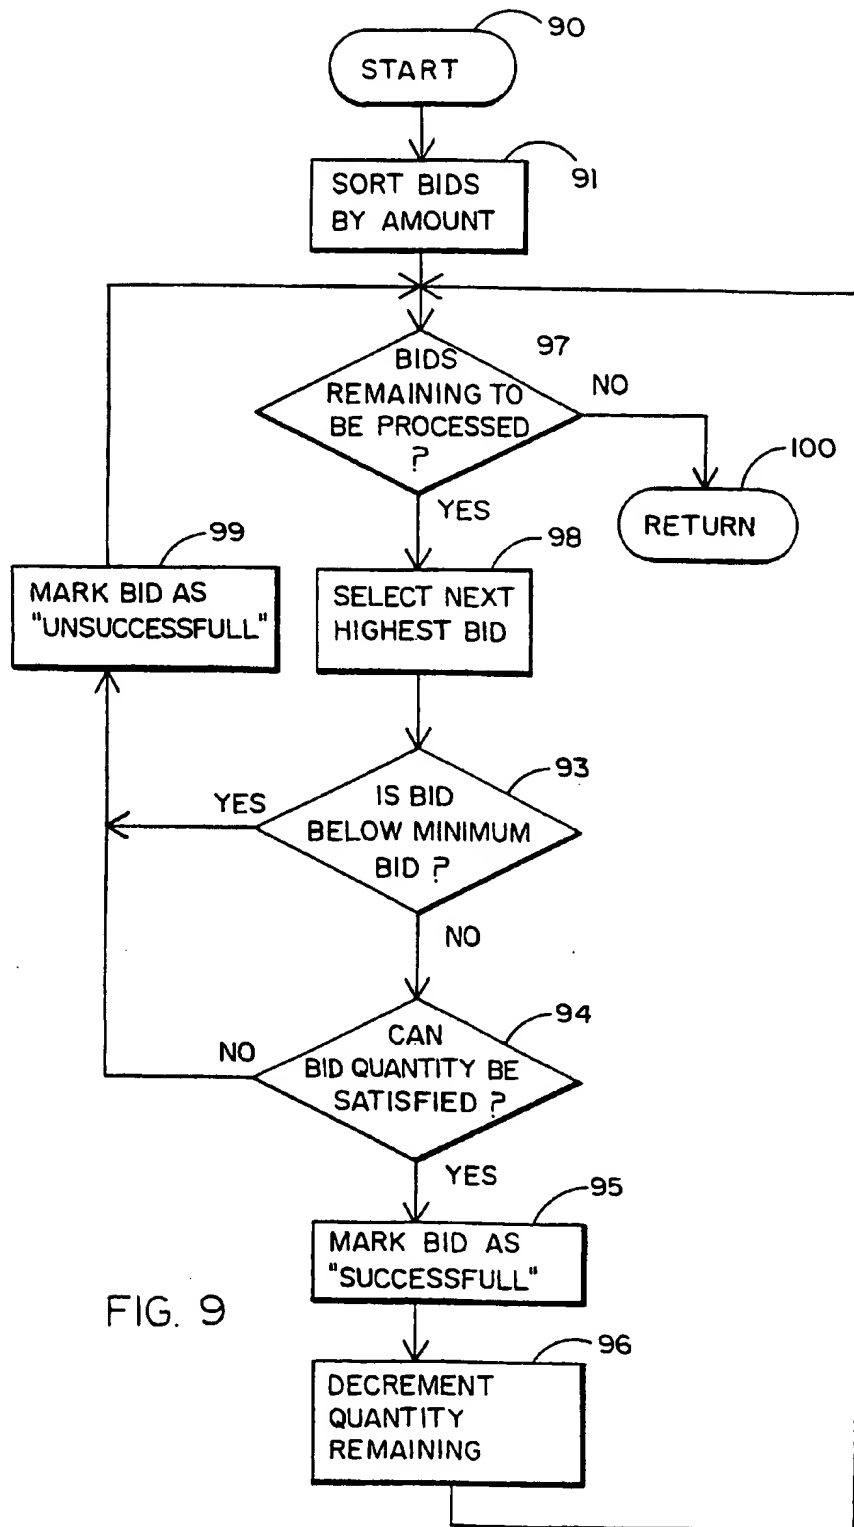 90
START
91
SORT BIDS
BY AMOUNT
97
BIDS
REMAINING TO
BE PROCESSED
?
NO
100
RETURN
YES
99
MARK BID AS
"UNSUCCESSFULL"
98
SELECT NEXT
HIGHEST BID
93
YES
IS BID
BELOW MINIMUM
BID ?
NO
94
NO
CAN
BID QUANTITY BE
SATISFIED ?
YES
95
MARK BID AS
"SUCCESSFULL"
FIG. 9
96
DECREMENT
QUANTITY
REMAINING